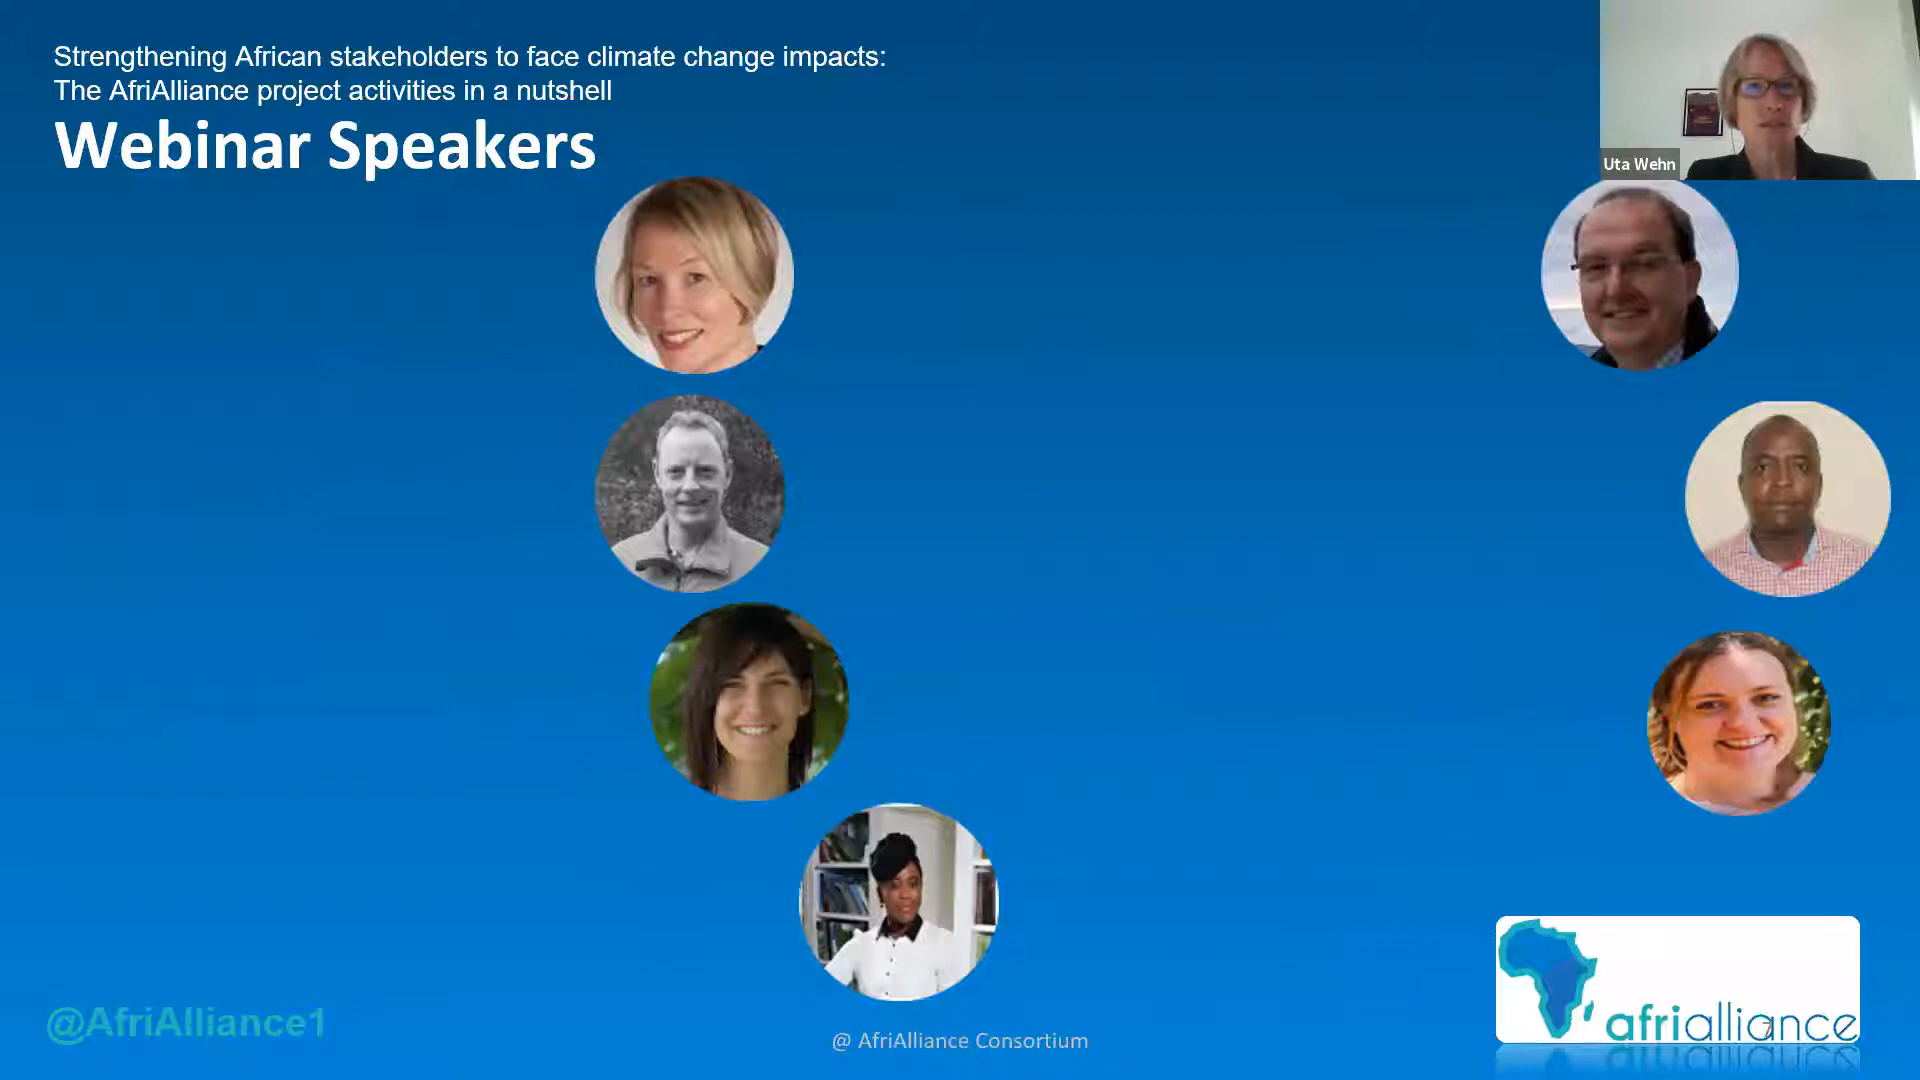 Strengthening African stakeholders to face climate change impacts:
The AfriAlliance project activities in a nutshell
Webinar Speakers
Uta Wehn
@AfriAlliance1
@ AfriAlliance Consortium
afrialliance
7